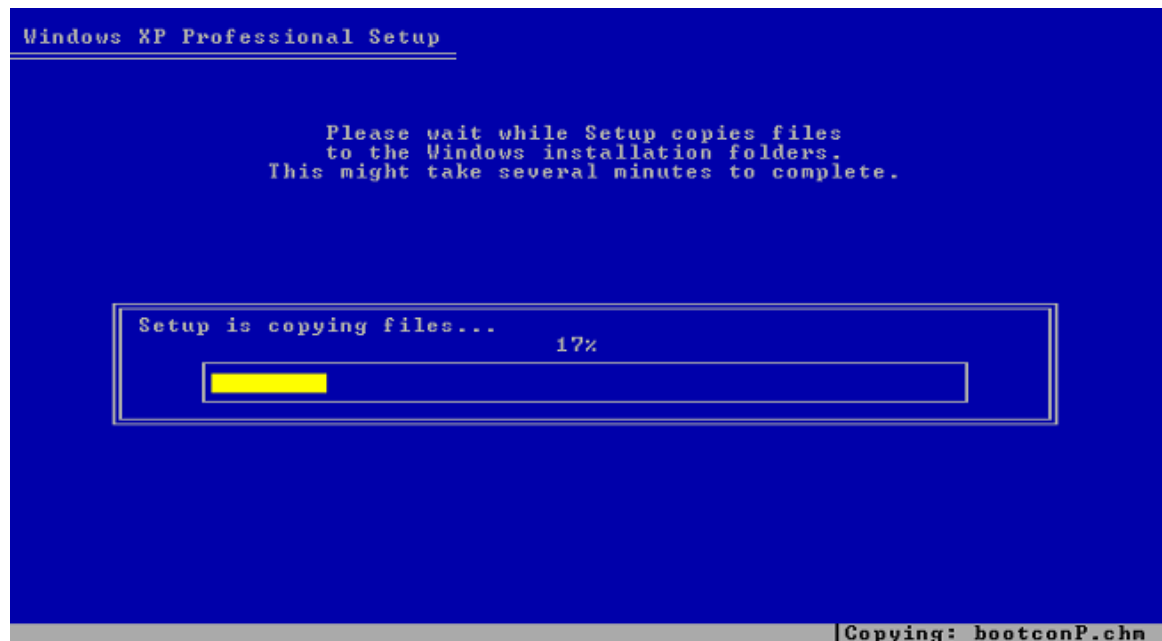 Windows XP Professional Setup
Please wait while Setup copies files
to the Windows installation folders.
This might take several minutes to complete.
Setup is copying files...
17%
Copying: bootconP.chm